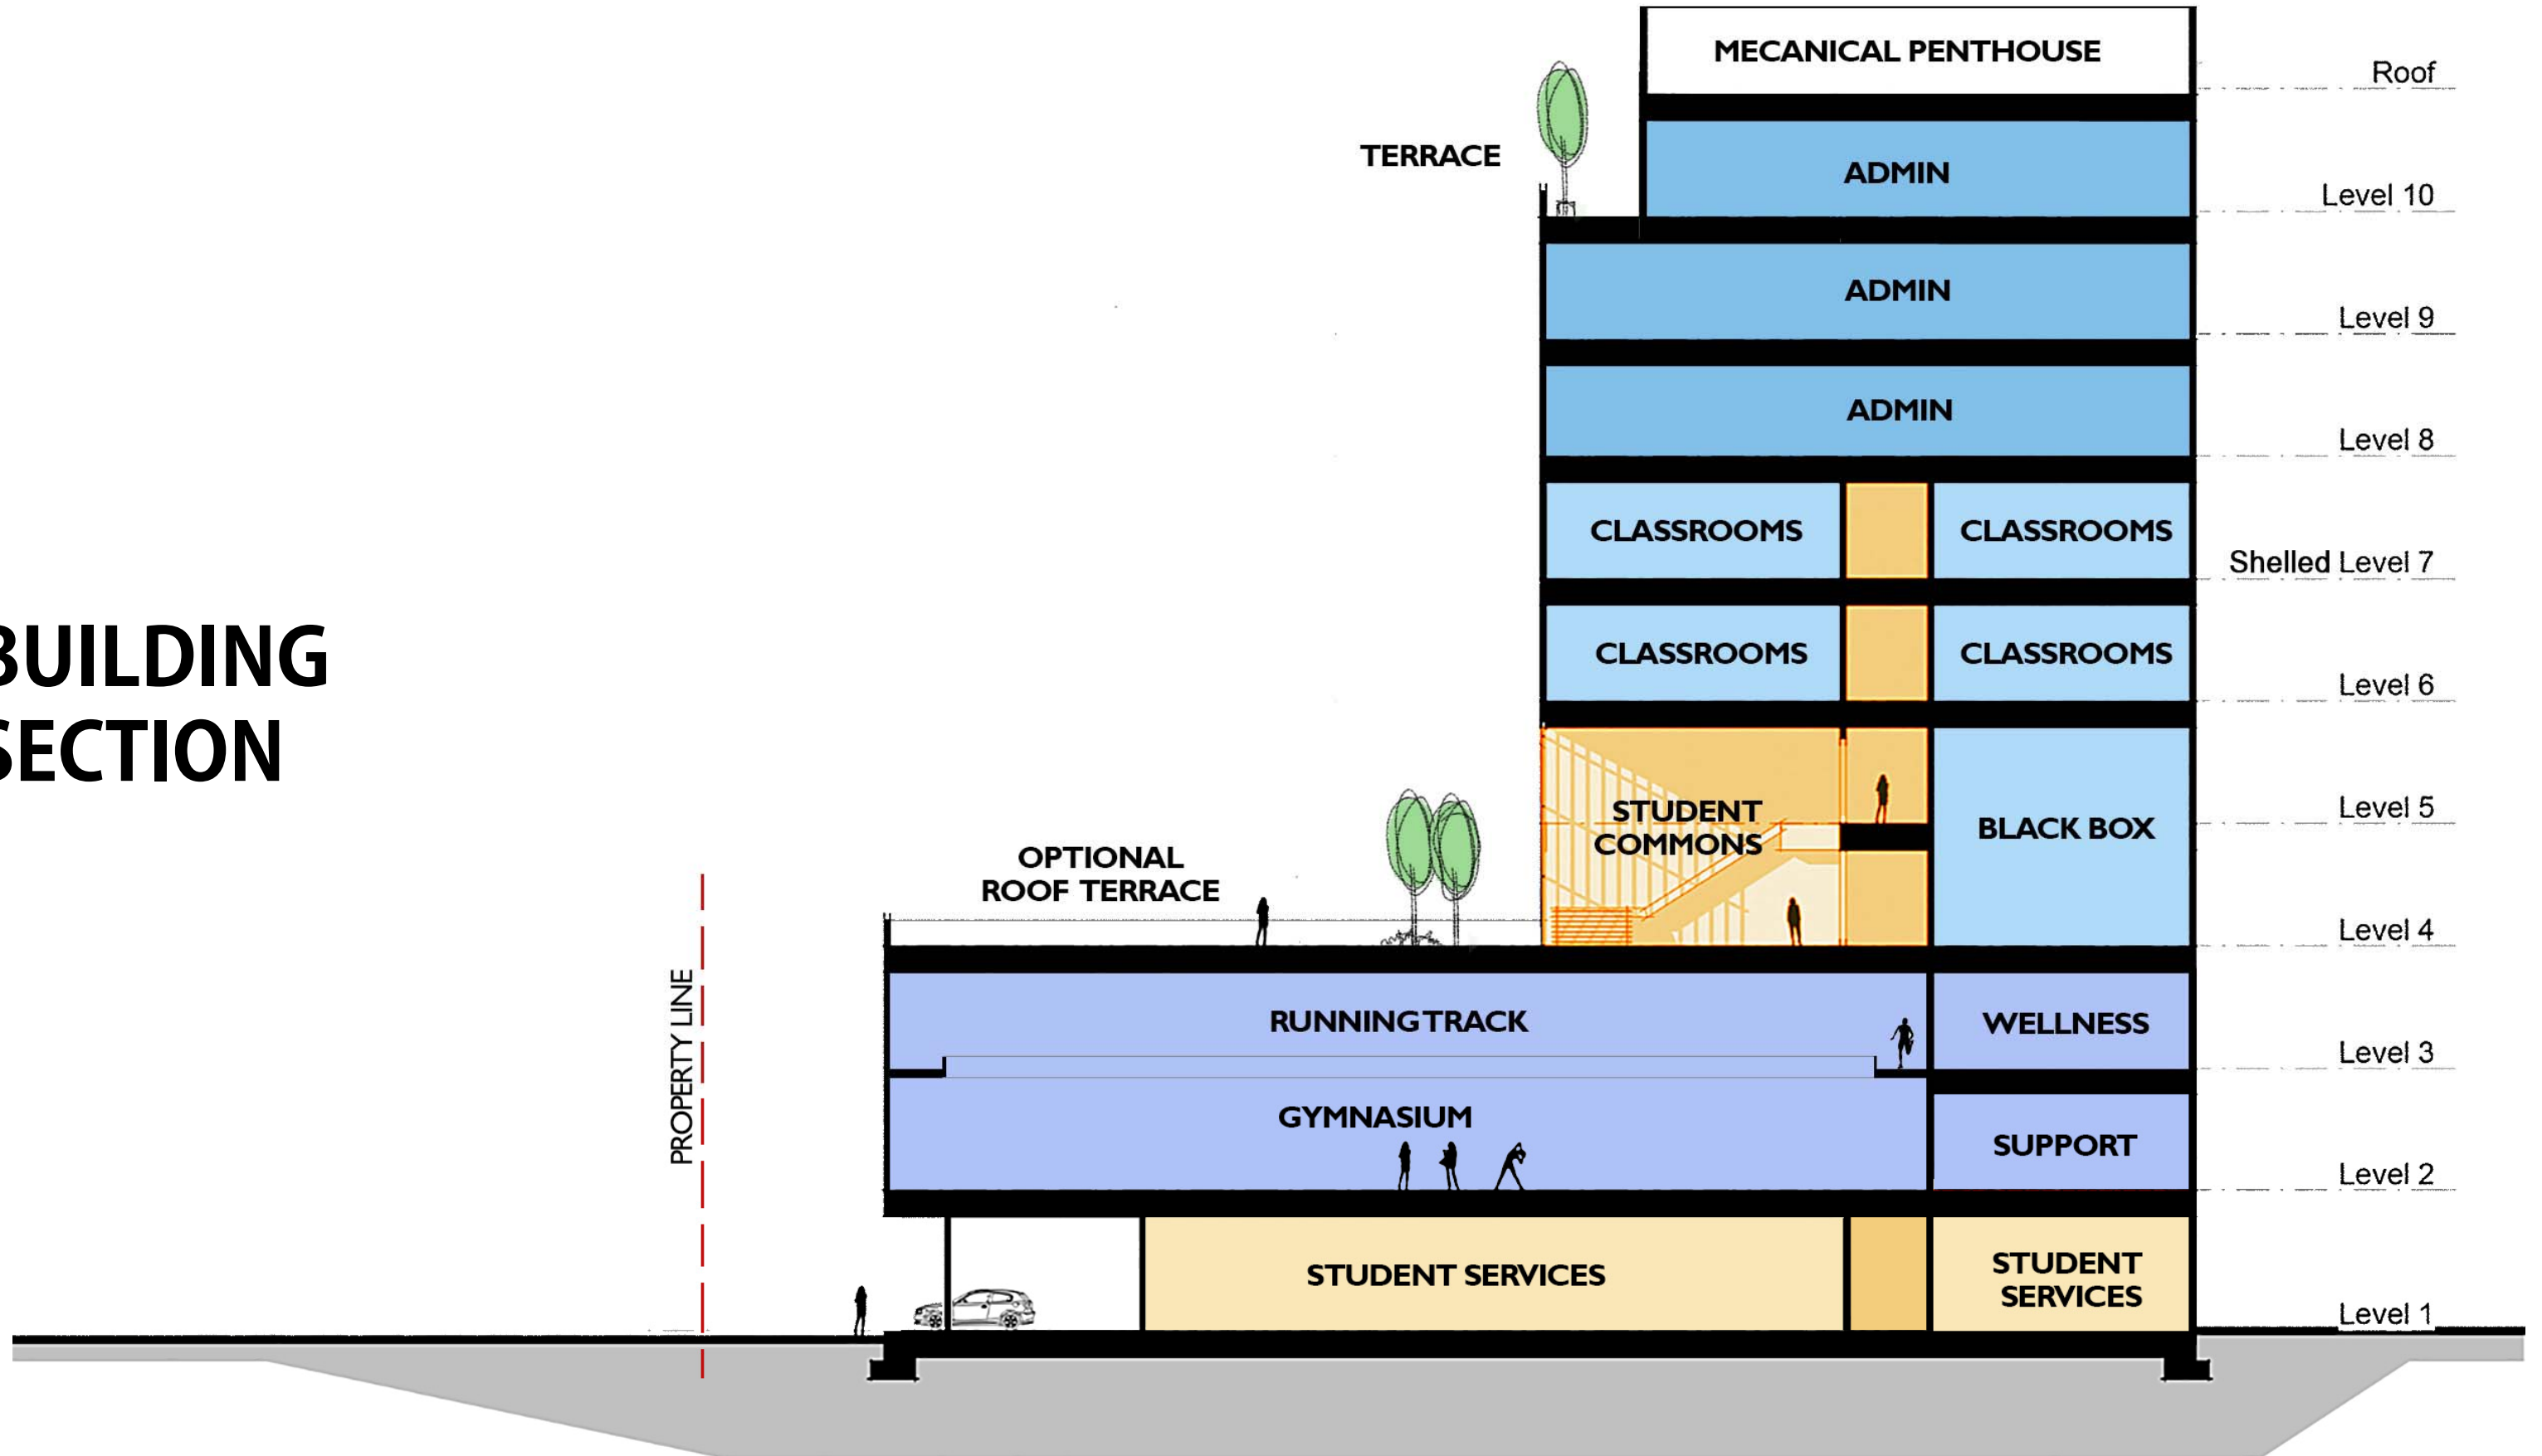 MECANICAL PENTHOUSE
Roof
TERRACE
ADMIN
Level 10
ADMIN
Level 9
ADMIN
Level 8
CLASSROOMS
CLASSROOMS
Shelled Level 7
BUILDING
SECTION
CLASSROOMS
CLASSROOMS
Level 6
STUDENT
COMMONS
BLACK BOX
Level 5
OPTIONAL
ROOF TERRACE
Level 4
PROPERTY LINE
RUNNING TRACK
WELLNESS
Level 3
GYMNASIUM
SUPPORT
Level 2
STUDENT SERVICES
STUDENT
SERVICES
Level 1